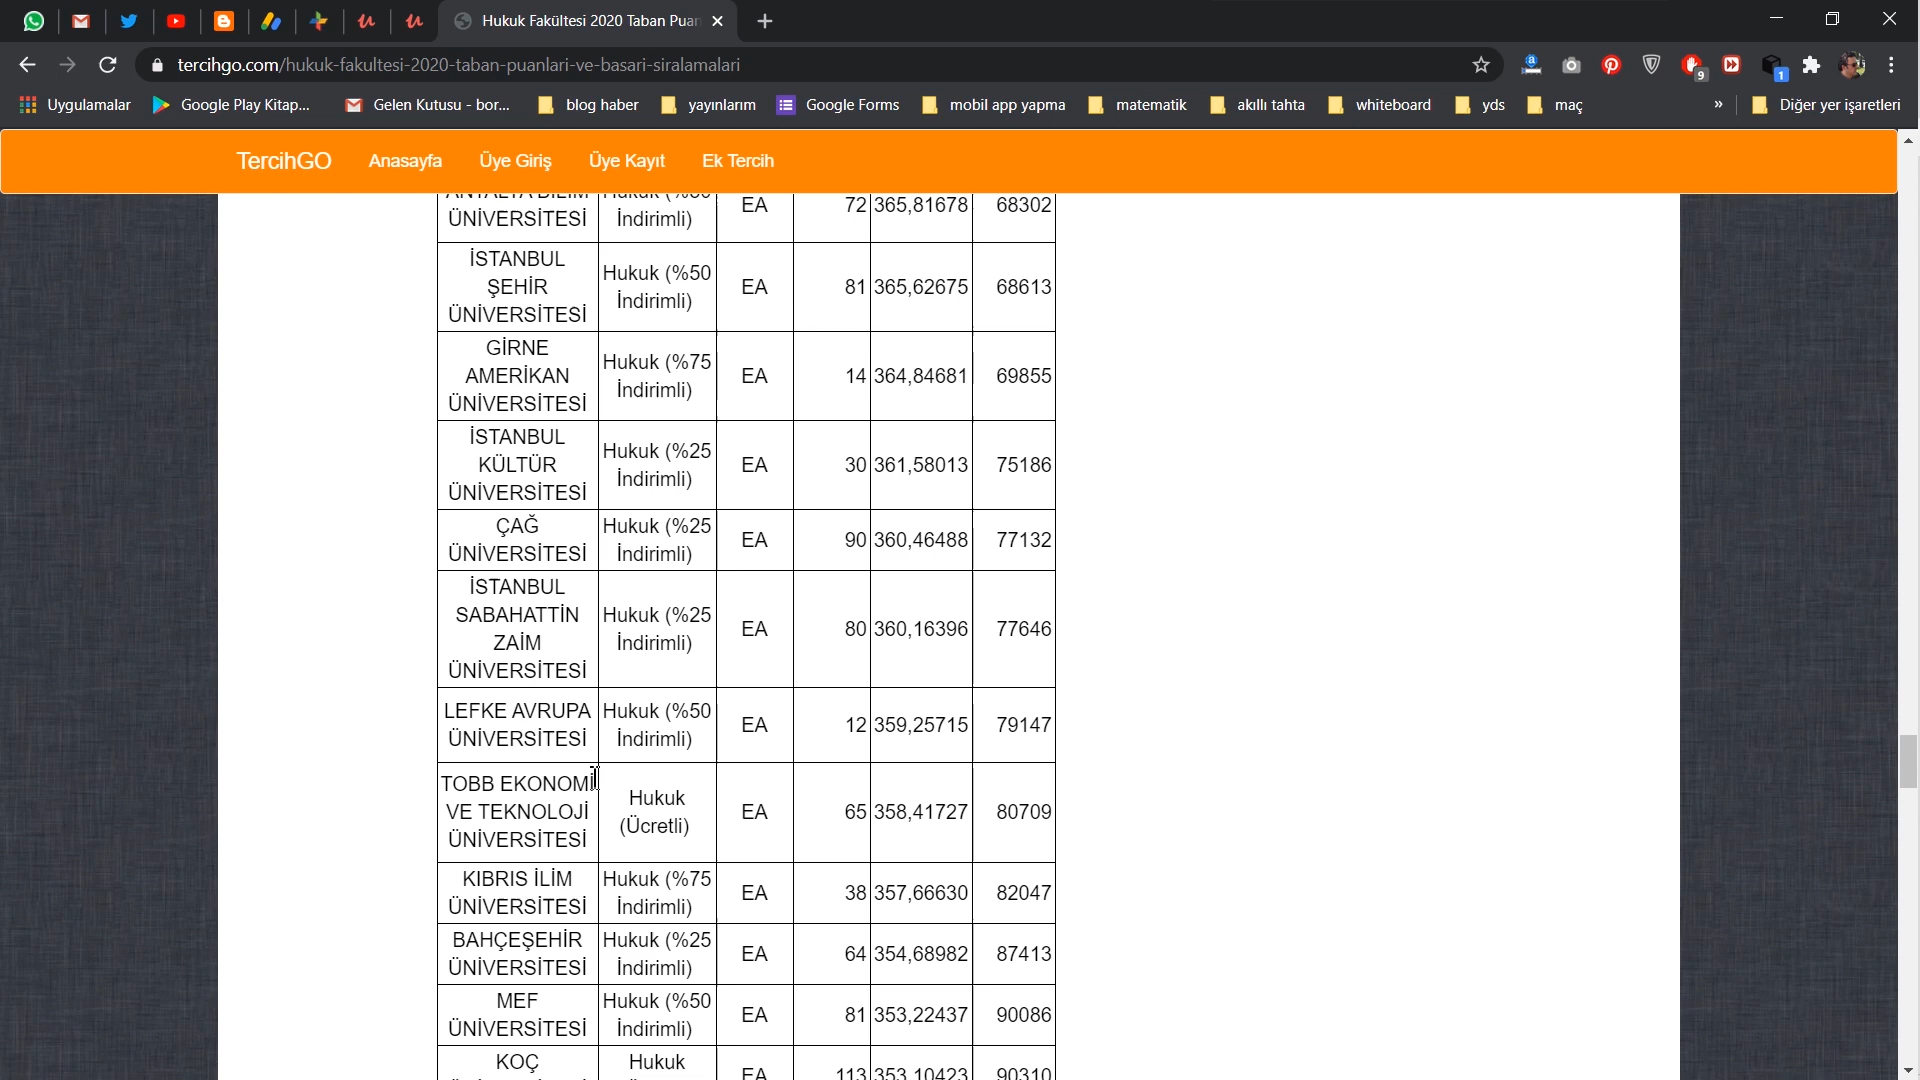 Hukuk Fakültesi 2020 Taban Puan
tercihgo.com/hukuk-fakultesi-2020-taban-puanlari-ve-basari-siralamalari
9
1
Uygulamalar Google Play Kitap... Gelen Kutusu - bor... blog haber yayınlarım Google Forms mobil app yapma matematik akıllı tahta whiteboard yds maç » Diğer yer işaretleri
TercihGO Anasayfa Üye Giriş Üye Kayıt Ek Tercih
ÜNİVERSİTESİ İndirimli) EA 72 365,81678 68302
İSTANBUL
ŞEHİR
ÜNİVERSİTESİ
Hukuk (%50
İndirimli)
EA 81 365,62675 68613
GİRNE
AMERİKAN
ÜNİVERSİTESİ
Hukuk (%75
İndirimli)
EA 14 364,84681 69855
İSTANBUL
KÜLTÜR
ÜNİVERSİTESİ
Hukuk (%25
İndirimli)
EA 30 361,58013 75186
ÇAĞ
ÜNİVERSİTESİ
Hukuk (%25
İndirimli)
EA 90 360,46488 77132
İSTANBUL
SABAHATTİN
ZAİM
ÜNİVERSİTESİ
Hukuk (%25
İndirimli)
EA 80 360,16396 77646
LEFKE AVRUPA
ÜNİVERSİTESİ
Hukuk (%50
İndirimli)
EA 12 359,25715 79147
TOBB EKONOMİ
VE TEKNOLOJİ
ÜNİVERSİTESİ
Hukuk
(Ücretli)
EA 65 358,41727 80709
KIBRIS İLİM
ÜNİVERSİTESİ
Hukuk (%75
İndirimli)
EA 38 357,66630 82047
BAHÇEŞEHİR
ÜNİVERSİTESİ
Hukuk (%25
İndirimli)
EA 64 354,68982 87413
MEF
ÜNİVERSİTESİ
Hukuk (%50
İndirimli)
EA 81 353,22437 90086
KOÇ
Hukuk
EA 113 353,10423 90310